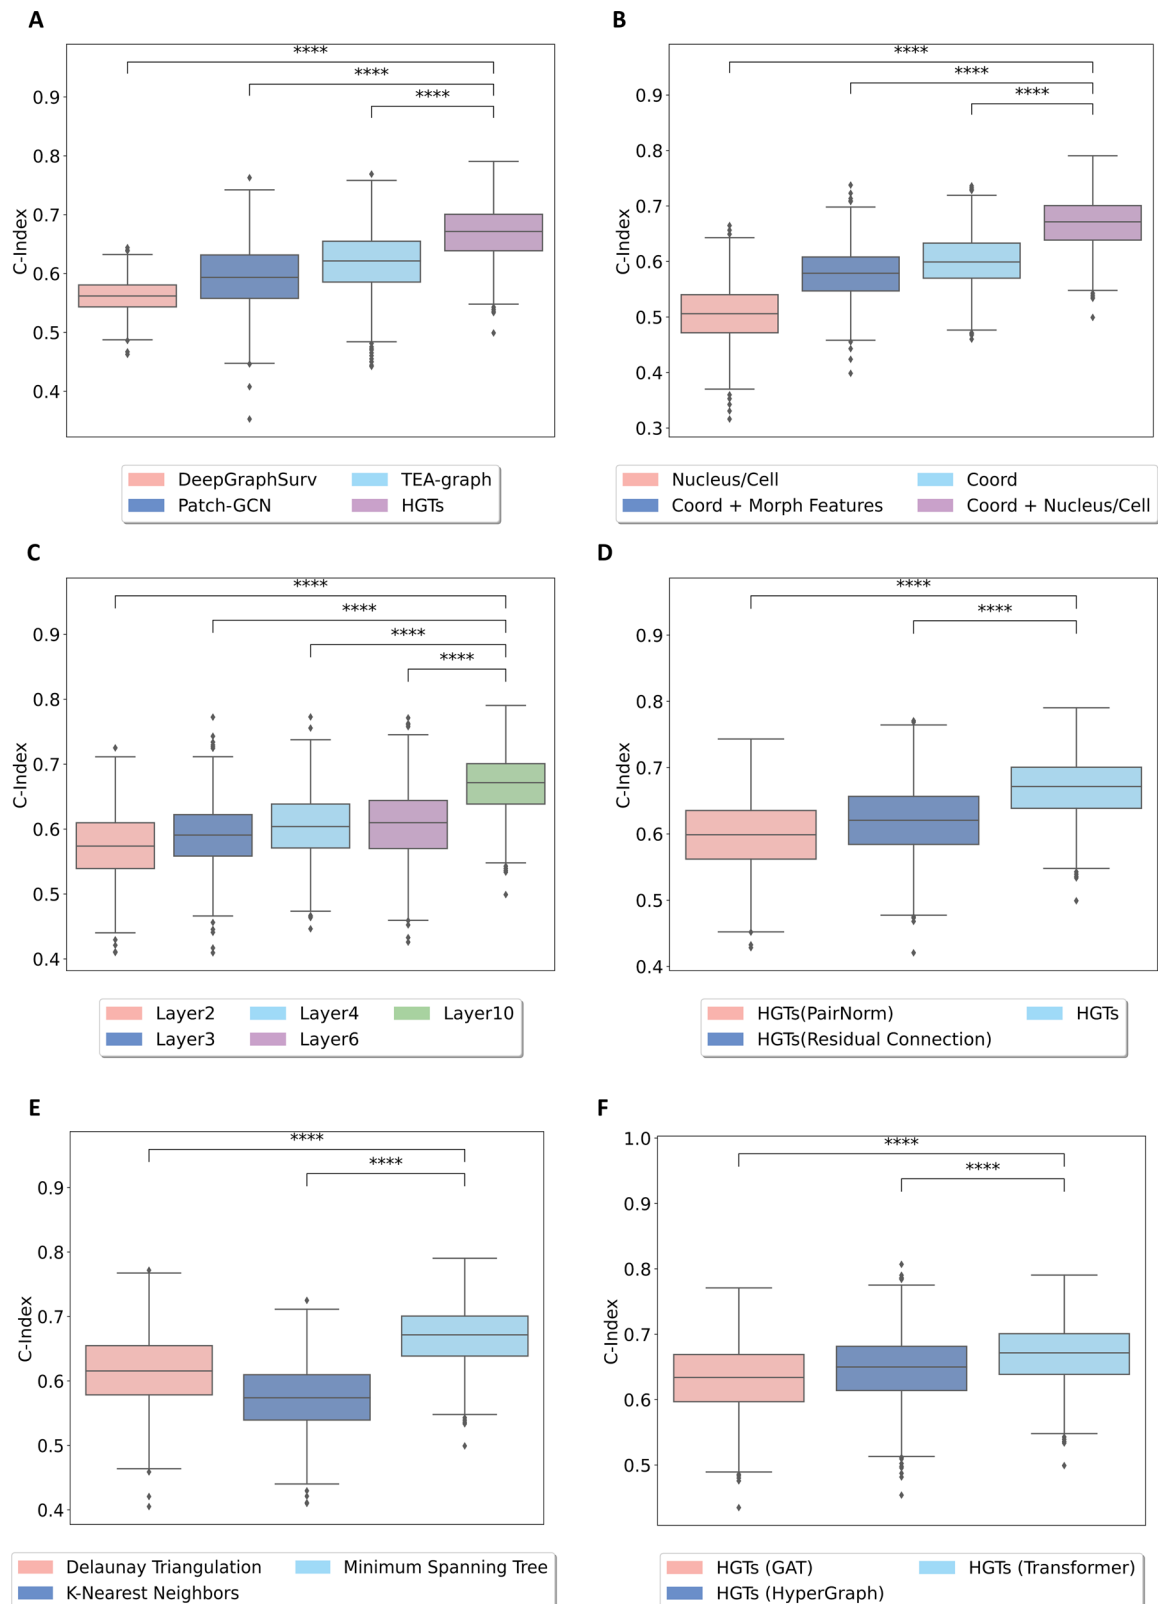 A
****
****
****
0.9
0.8
0.7
0.6
0.5
0.4
C-Index
DeepGraphSurv
TEA-graph
Patch-GCN
HGTs
B
****
****
****
0.9
0.8
0.7
0.6
0.5
0.4
0.3
C-Index
Nucleus/Cell
Coord
Coord + Morph Features
Coord + Nucleus/Cell
C
****
****
****
****
0.9
0.8
0.7
0.6
0.5
0.4
C-Index
Layer2
Layer4
Layer10
Layer3
Layer6
D
****
****
0.9
0.8
0.7
0.6
0.5
0.4
C-Index
HGTs(PairNorm)
HGTs
HGTs(Residual Connection)
E
****
****
0.9
0.8
0.7
0.6
0.5
0.4
C-Index
Delaunay Triangulation
Minimum Spanning Tree
K-Nearest Neighbors
F
****
****
1.0
0.9
0.8
0.7
0.6
0.5
C-Index
HGTs (GAT)
HGTs (Transformer)
HGTs (HyperGraph)